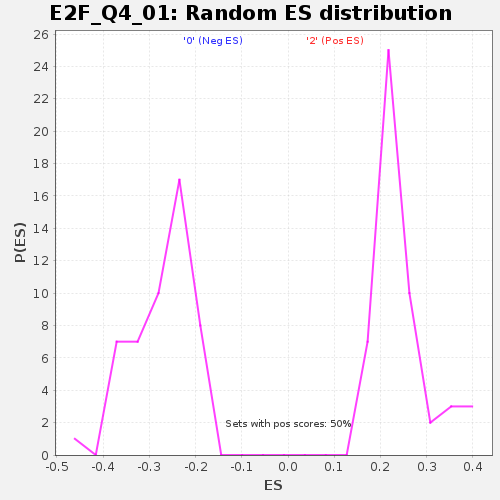 E2F_Q4_01: Random ES distribution
'0' (Neg ES)
'2' (Pos ES)
26
24
22
20
18
16
14
12
10
8
6
4
2
0
P(ES)
Sets with pos scores: 50%
-0.5 -0.4 -0.3 -0.2 -0.1 0.0 0.1 0.2 0.3 0.4
ES